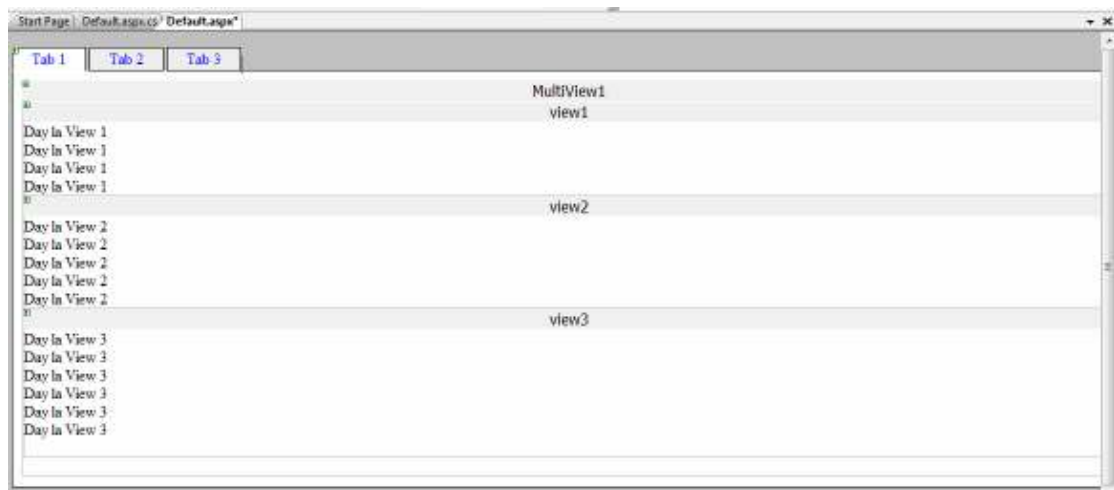 Start Page Default.aspx.cs* Default.aspx*
Tab 1 Tab 2 Tab 3
MultiView1
view1
Day la View 1
Day la View 1
Day la View 1
Day la View 1
view2
Day la View 2
Day la View 2
Day la View 2
Day la View 2
Day la View 2
view3
Day la View 3
Day la View 3
Day la View 3
Day la View 3
Day la View 3
Day la View 3